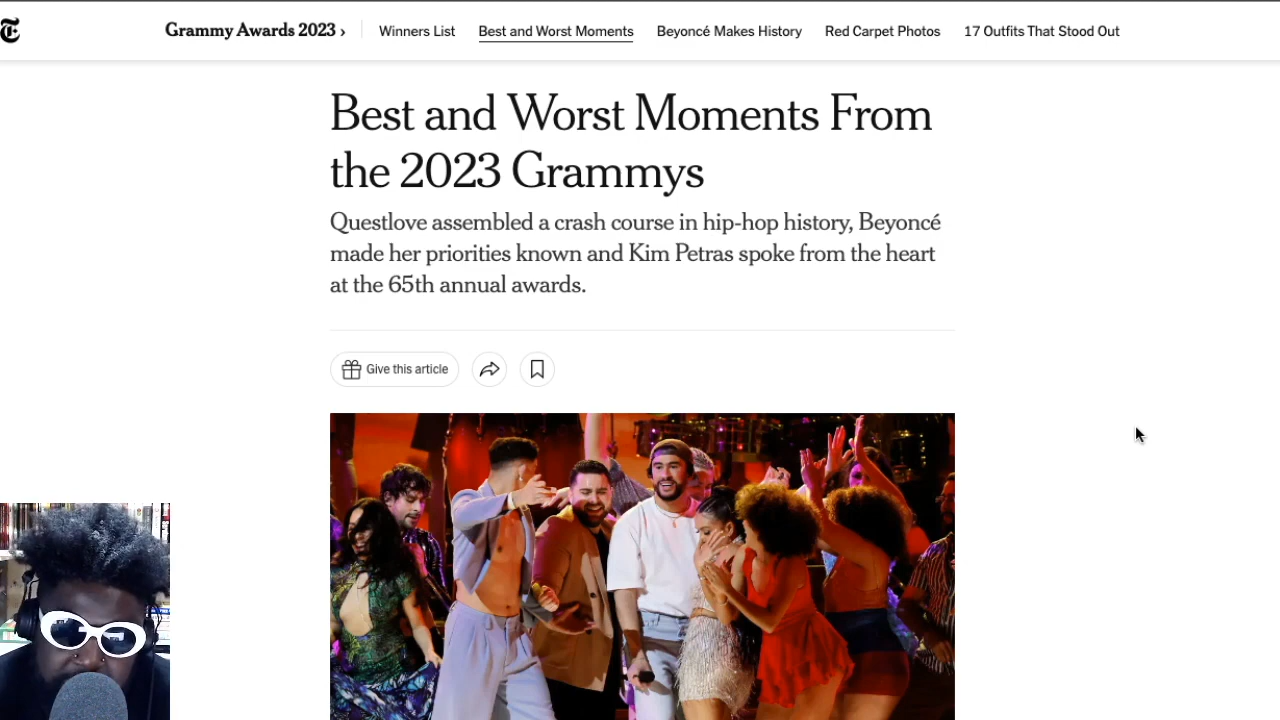 Grammy Awards 2023 ›
Winners List
Best and Worst Moments
Beyoncé Makes History
Red Carpet Photos
17 Outfits That Stood Out
Best and Worst Moments From
the 2023 Grammys
Questlove assembled a crash course in hip-hop history, Beyoncé
made her priorities known and Kim Petras spoke from the heart
at the 65th annual awards.
Give this article